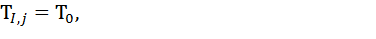 T_{I,j} = T_0,